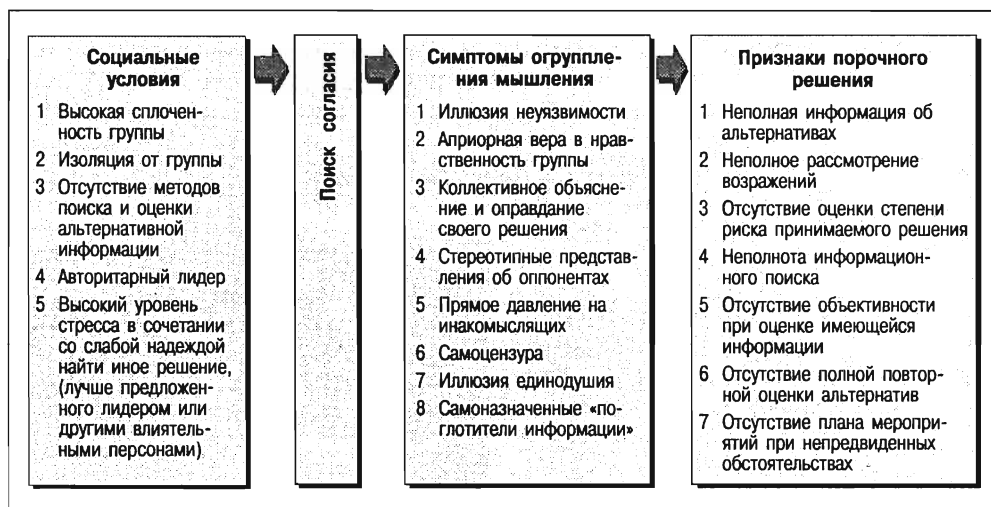 Социальные
условия
1 Высокая сплочен-
ность группы
2 Изоляция от группы
3 Отсутствие методов
поиска и оценки
альтернативной
информации
4 Авторитарный лидер
5 Высокий уровень
стресса в сочетании
со слабой надеждой
найти иное решение,
(лучше предложен-
ного лидером или
другими влиятель-
ными персонами)
Поиск согласия
Симптомы огруппле-
ния мышления
1 Иллюзия неуязвимости
2 Априорная вера в нрав-
ственность группы
3 Коллективное объясне-
ние и оправдание
своего решения
4 Стереотипные представ-
ления об оппонентах
5 Прямое давление на
инакомыслящих
6 Самоцензура
7 Иллюзия единодушия
8 Самоназначенные «по-
глотители информации»
Признаки порочного
решения
1 Неполная информация об
альтернативах
2 Неполное рассмотрение
возражений
3 Отсутствие оценки степени
риска принимаемого решения
4 Неполнота информацион-
ного поиска
5 Отсутствие объективности
при оценке имеющейся
информации
6 Отсутствие полной повтор-
ной оценки альтернатив
7 Отсутствие плана меропри-
ятий при непредвиденных
обстоятельствах